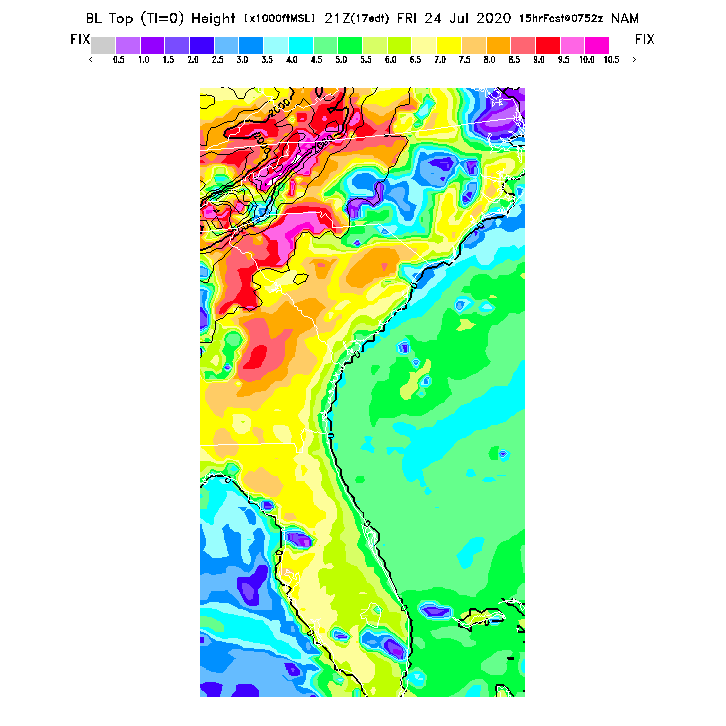 BL Top (TI=0) Height [x1000ftMSL] 21Z(17edt) FRI 24 Jul 2020 15hrFcst@0752z NAM
FIX FIX
< 0.5 1.0 1.5 2.0 2.5 3.0 3.5 4.0 4.5 5.0 5.5 6.0 6.5 7.0 7.5 8.0 8.5 9.0 9.5 10.0 10.5 >
2000